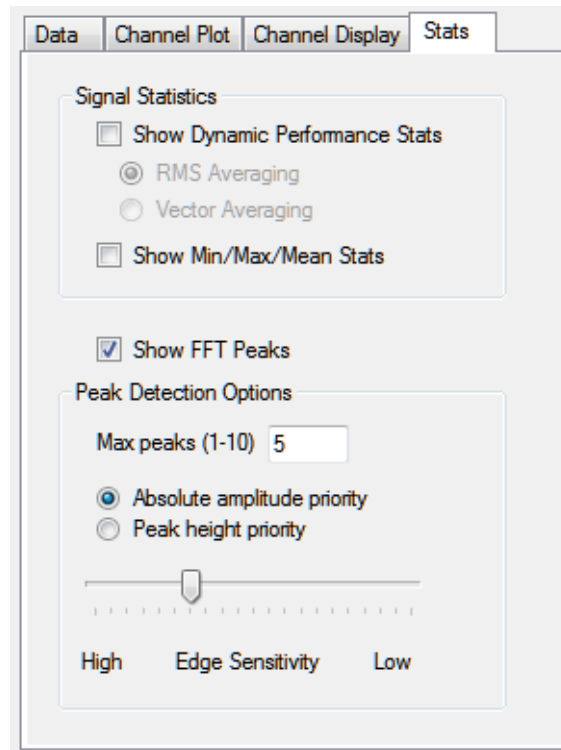 Data Channel Plot Channel Display Stats
Signal Statistics
Show Dynamic Performance Stats
RMS Averaging
Vector Averaging
Show Min/Max/Mean Stats
Show FFT Peaks
Peak Detection Options
Max peaks (1-10) 5
Absolute amplitude priority
Peak height priority
High Edge Sensitivity Low